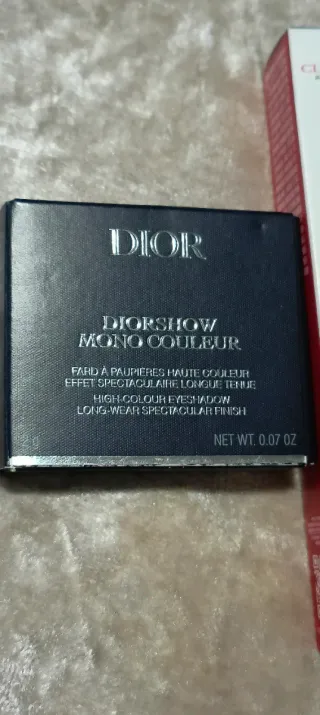 DIOR
DIORSHOW
MONO COULEUR
FARD À PAUPIÈRES HAUTE COULEUR
EFFET SPECTACULAIRE LONGUE TENUE
HIGH-COLOUR EYESHADOW
LONG-WEAR SPECTACULAR FINISH
NET WT. 0.07 OZ